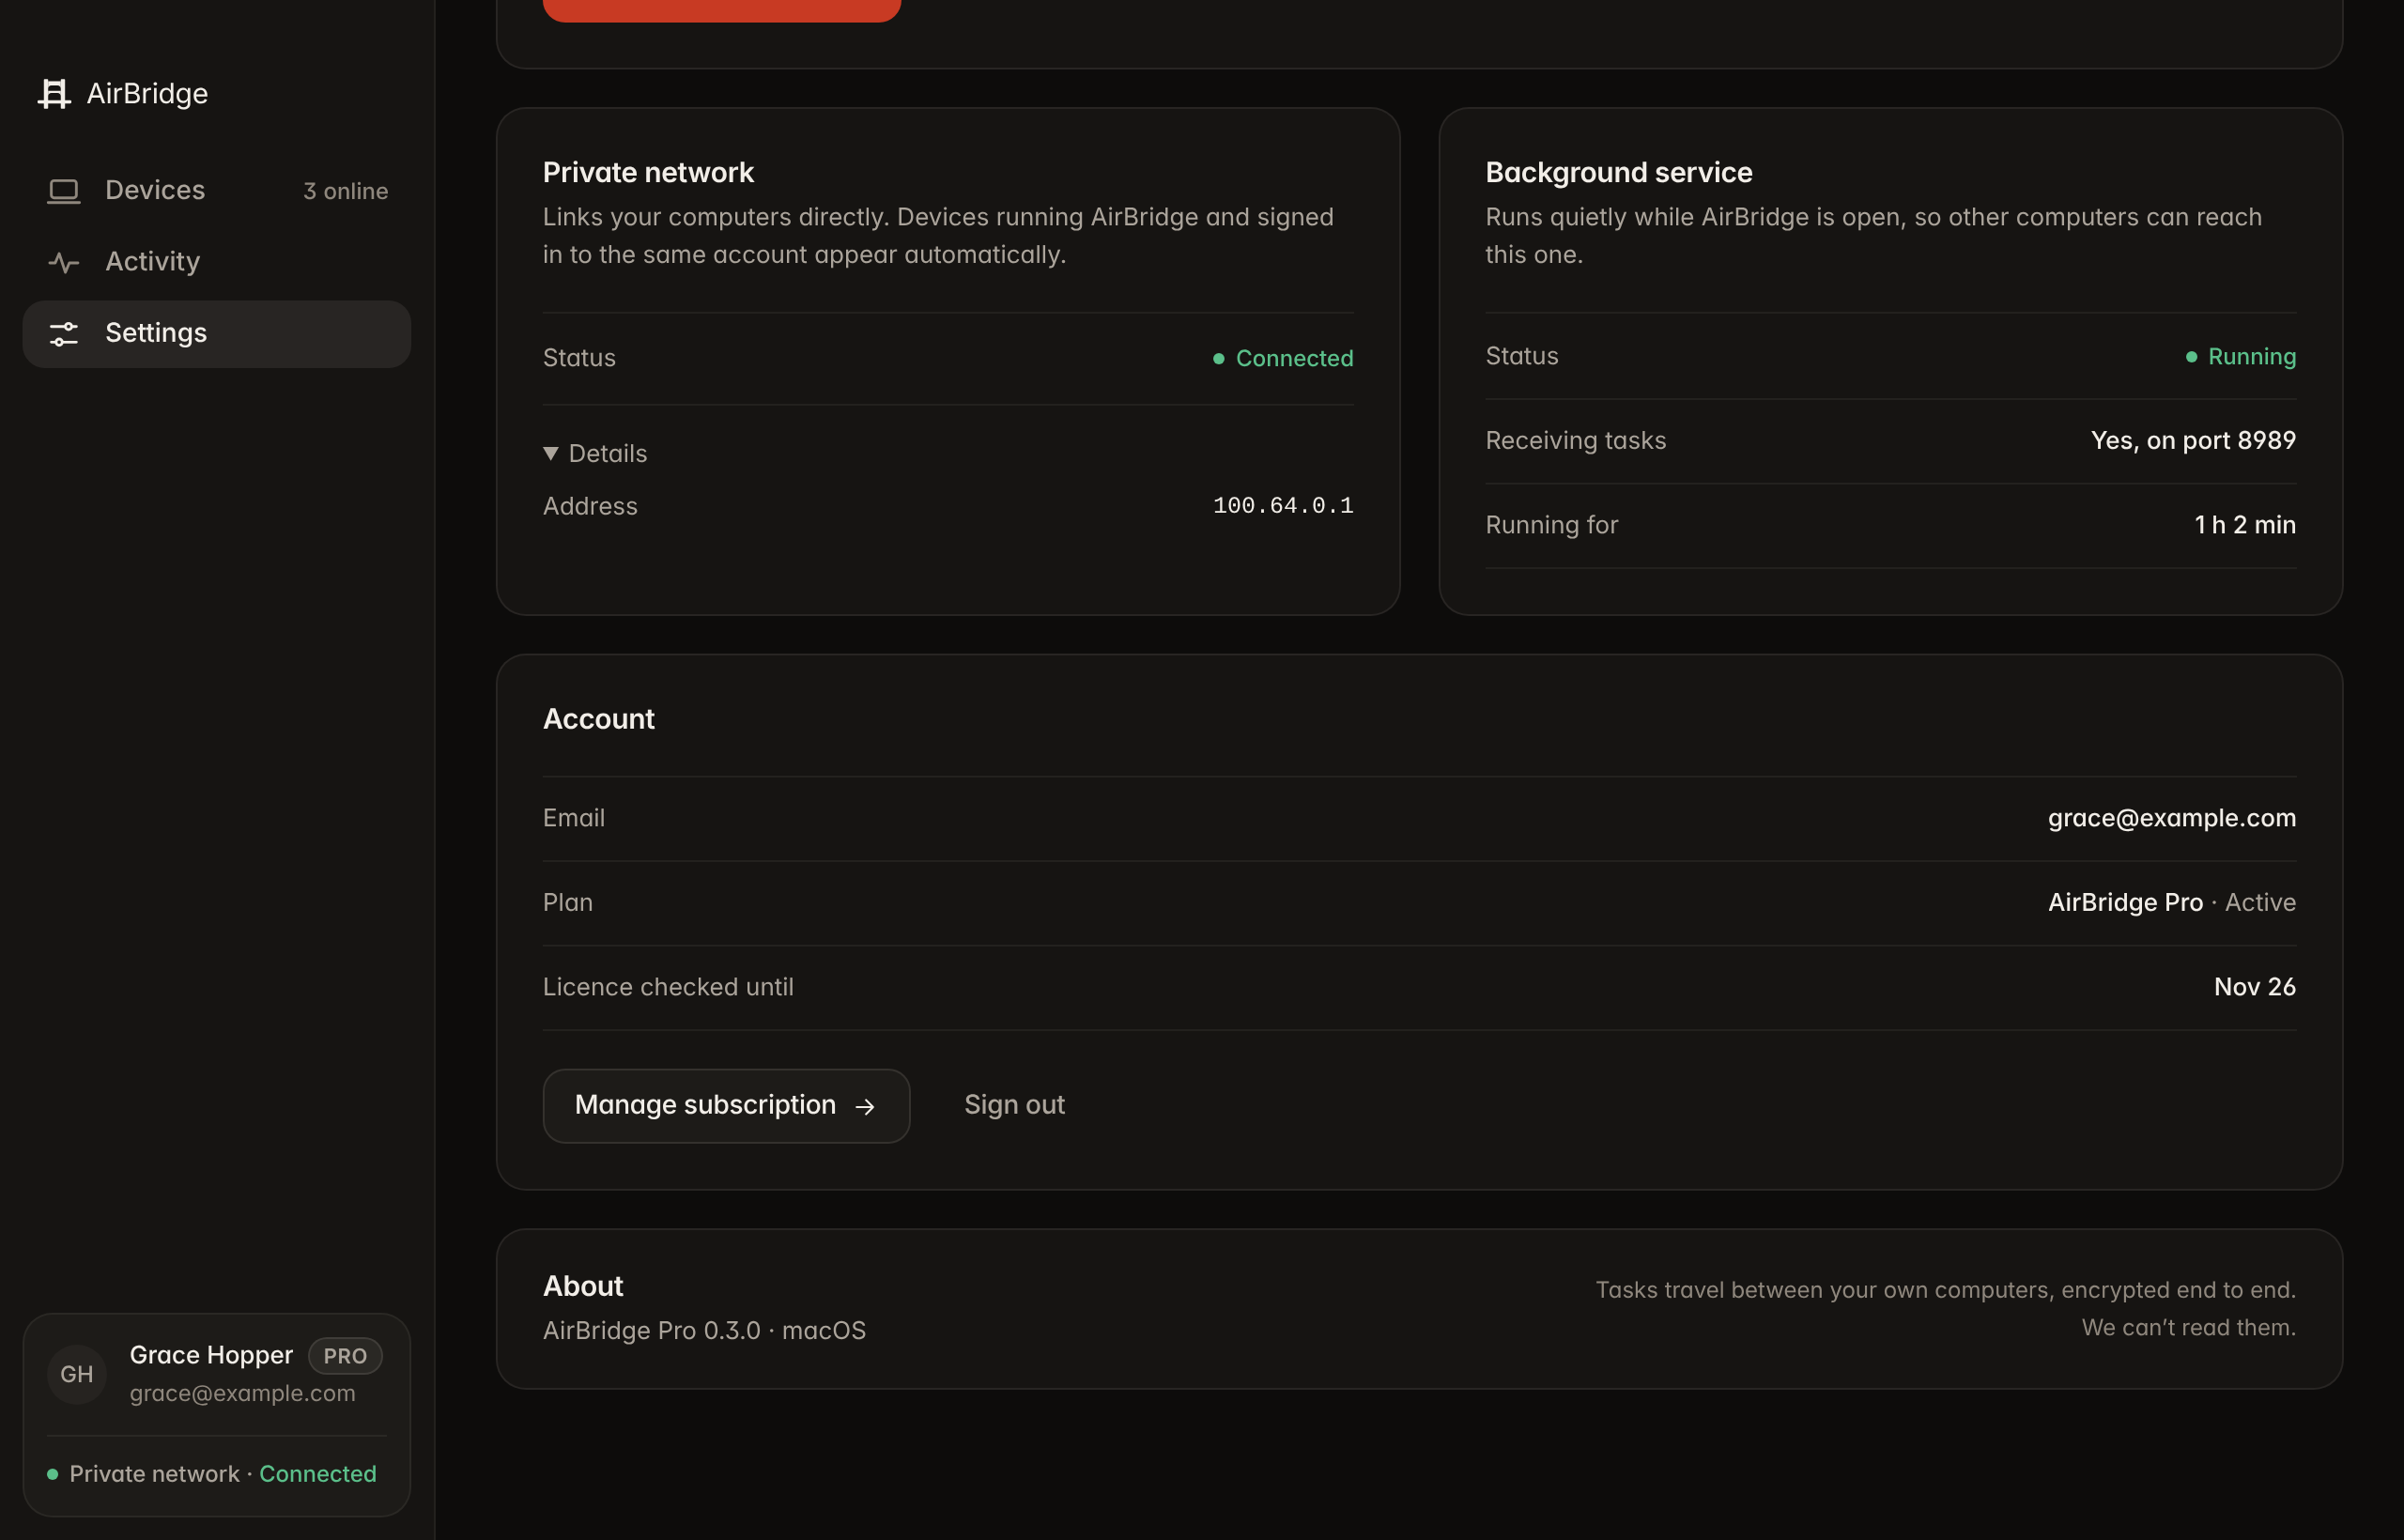 AirBridge
Devices 3 online
Activity
Settings
Private network
Links your computers directly. Devices running AirBridge and signed
in to the same account appear automatically.
Status Connected
▼ Details
Address 100.64.0.1
Background service
Runs quietly while AirBridge is open, so other computers can reach
this one.
Status Running
Receiving tasks Yes, on port 8989
Running for 1 h 2 min
Account
Email grace@example.com
Plan AirBridge Pro · Active
Licence checked until Nov 26
Manage subscription → Sign out
About
AirBridge Pro 0.3.0 · macOS
Tasks travel between your own computers, encrypted end to end.
We can’t read them.
GH
Grace Hopper PRO
grace@example.com
Private network · Connected